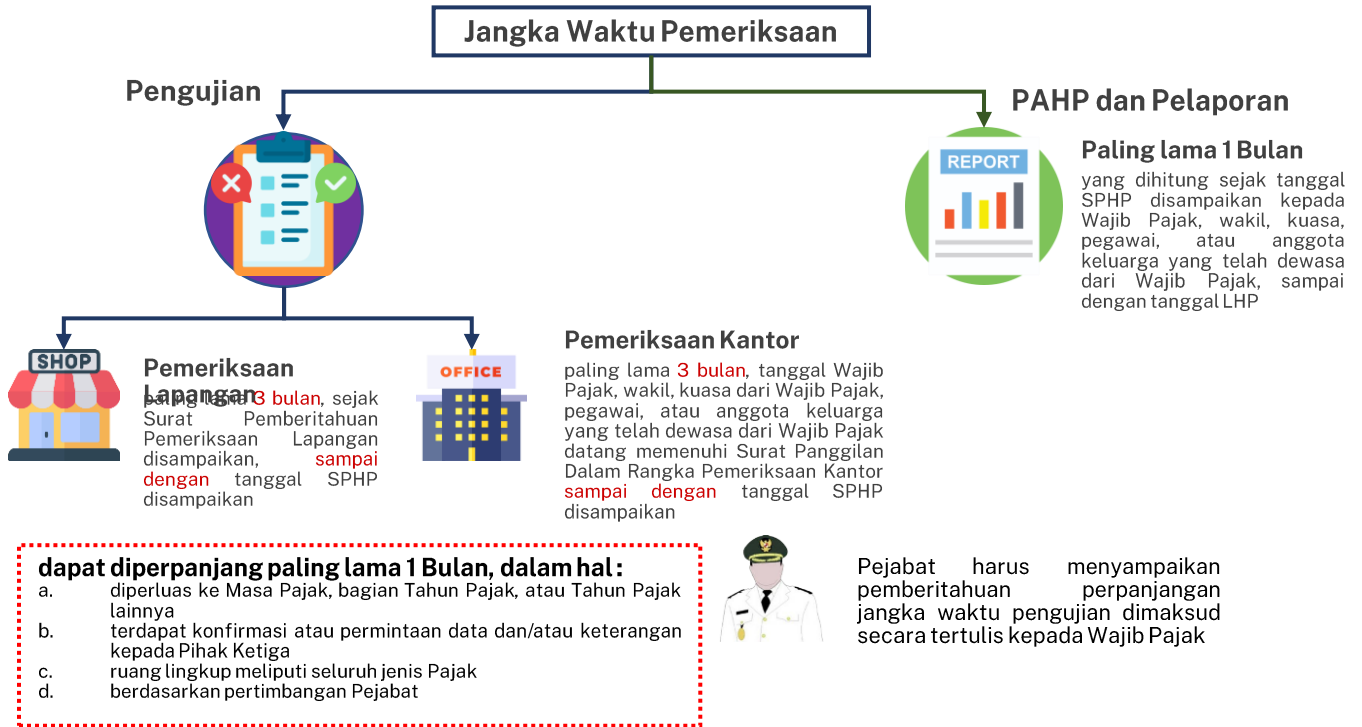 Jangka Waktu Pemeriksaan
Pengujian
PAHP dan Pelaporan
REPORT
Paling lama 1 Bulan
yang dihitung sejak tanggal
SPHP disampaikan kepada
Wajib Pajak, wakil, kuasa,
pegawai, atau anggota
keluarga yang telah dewasa
dari Wajib Pajak, sampai
dengan tanggal LHP
SHOP
Pemeriksaan
Lapangan
paling lama 3 bulan, sejak
Surat Pemberitahuan
Pemeriksaan Lapangan
disampaikan, sampai
dengan tanggal SPHP
disampaikan
OFFICE
Pemeriksaan Kantor
paling lama 3 bulan, tanggal Wajib
Pajak, wakil, kuasa dari Wajib Pajak,
pegawai, atau anggota keluarga
yang telah dewasa dari Wajib Pajak
datang memenuhi Surat Panggilan
Dalam Rangka Pemeriksaan Kantor
sampai dengan tanggal SPHP
disampaikan
dapat diperpanjang paling lama 1 Bulan, dalam hal :
a. diperluas ke Masa Pajak, bagian Tahun Pajak, atau Tahun Pajak
lainnya
b. terdapat konfirmasi atau permintaan data dan/atau keterangan
kepada Pihak Ketiga
c. ruang lingkup meliputi seluruh jenis Pajak
d. berdasarkan pertimbangan Pejabat
Pejabat harus menyampaikan
pemberitahuan perpanjangan
jangka waktu pengujian dimaksud
secara tertulis kepada Wajib Pajak